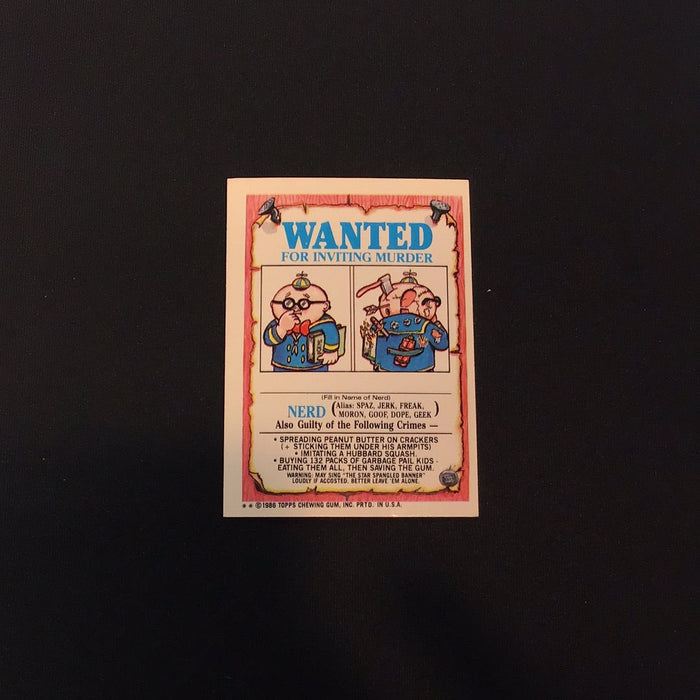 WANTED
FOR INVITING MURDER
(Fill in Name of Nerd)
NERD (Alias: SPAZ, JERK, FREAK,
MORON, GOOF, DOPE, GEEK)
Also Guilty of the Following Crimes —
• SPREADING PEANUT BUTTER ON CRACKERS
(+ STICKING THEM UNDER HIS ARMPITS)
• IMITATING A HUBBARD SQUASH.
• BUYING 132 PACKS OF GARBAGE PAIL KIDS -
EATING THEM ALL, THEN SAVING THE GUM.
WARNING: MAY SING "THE STAR SPANGLED BANNER"
LOUDLY IF ACCOSTED. BETTER LEAVE 'EM ALONE.
** © 1986 TOPPS CHEWING GUM, INC. PRTD. IN U.S.A.